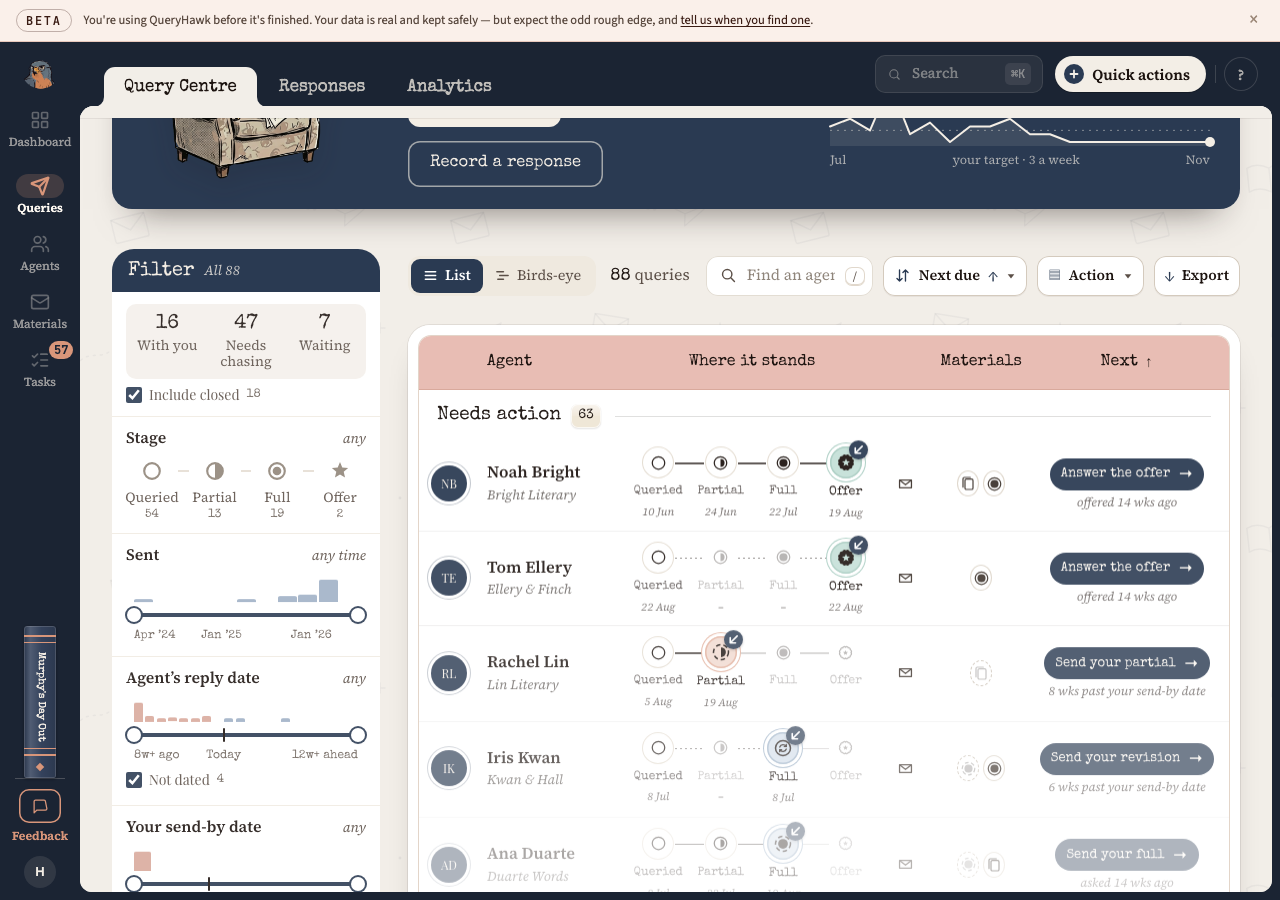 BETA
You're using QueryHawk before it's finished. Your data is real and kept safely — but expect the odd rough edge, and tell us when you find one.
×
Query Centre
Responses
Analytics
Search
⌘K
Quick actions
?
Dashboard
Queries
Agents
Materials
57
Tasks
Murphy's Day Out
Feedback
H
Record a response
Jul
your target · 3 a week
Nov
Filter All 88
16
47
7
With you
Needs chasing
Waiting
Include closed 18
Stage
any
Queried
Partial
Full
Offer
54
13
19
2
Sent
any time
Apr ’24
Jan ’25
Jan ’26
Agent’s reply date
any
8w+ ago
Today
12w+ ahead
Not dated 4
Your send-by date
any
List
Birds-eye
88 queries
Find an ager
/
Next due ↑
Action
Export
Agent
Where it stands
Materials
Next ↑
Needs action 63
NB
Noah Bright
Bright Literary
Queried
Partial
Full
Offer
10 Jun
24 Jun
22 Jul
19 Aug
Answer the offer →
offered 14 wks ago
TE
Tom Ellery
Ellery & Finch
Queried
Partial
Full
Offer
22 Aug
–
–
22 Aug
Answer the offer →
offered 14 wks ago
RL
Rachel Lin
Lin Literary
Queried
Partial
Full
Offer
5 Aug
19 Aug
Send your partial →
8 wks past your send-by date
IK
Iris Kwan
Kwan & Hall
Queried
Partial
Full
Offer
8 Jul
–
8 Jul
Send your revision →
6 wks past your send-by date
AD
Ana Duarte
Duarte Words
Queried
Partial
Full
Offer
Send your full →
asked 14 wks ago